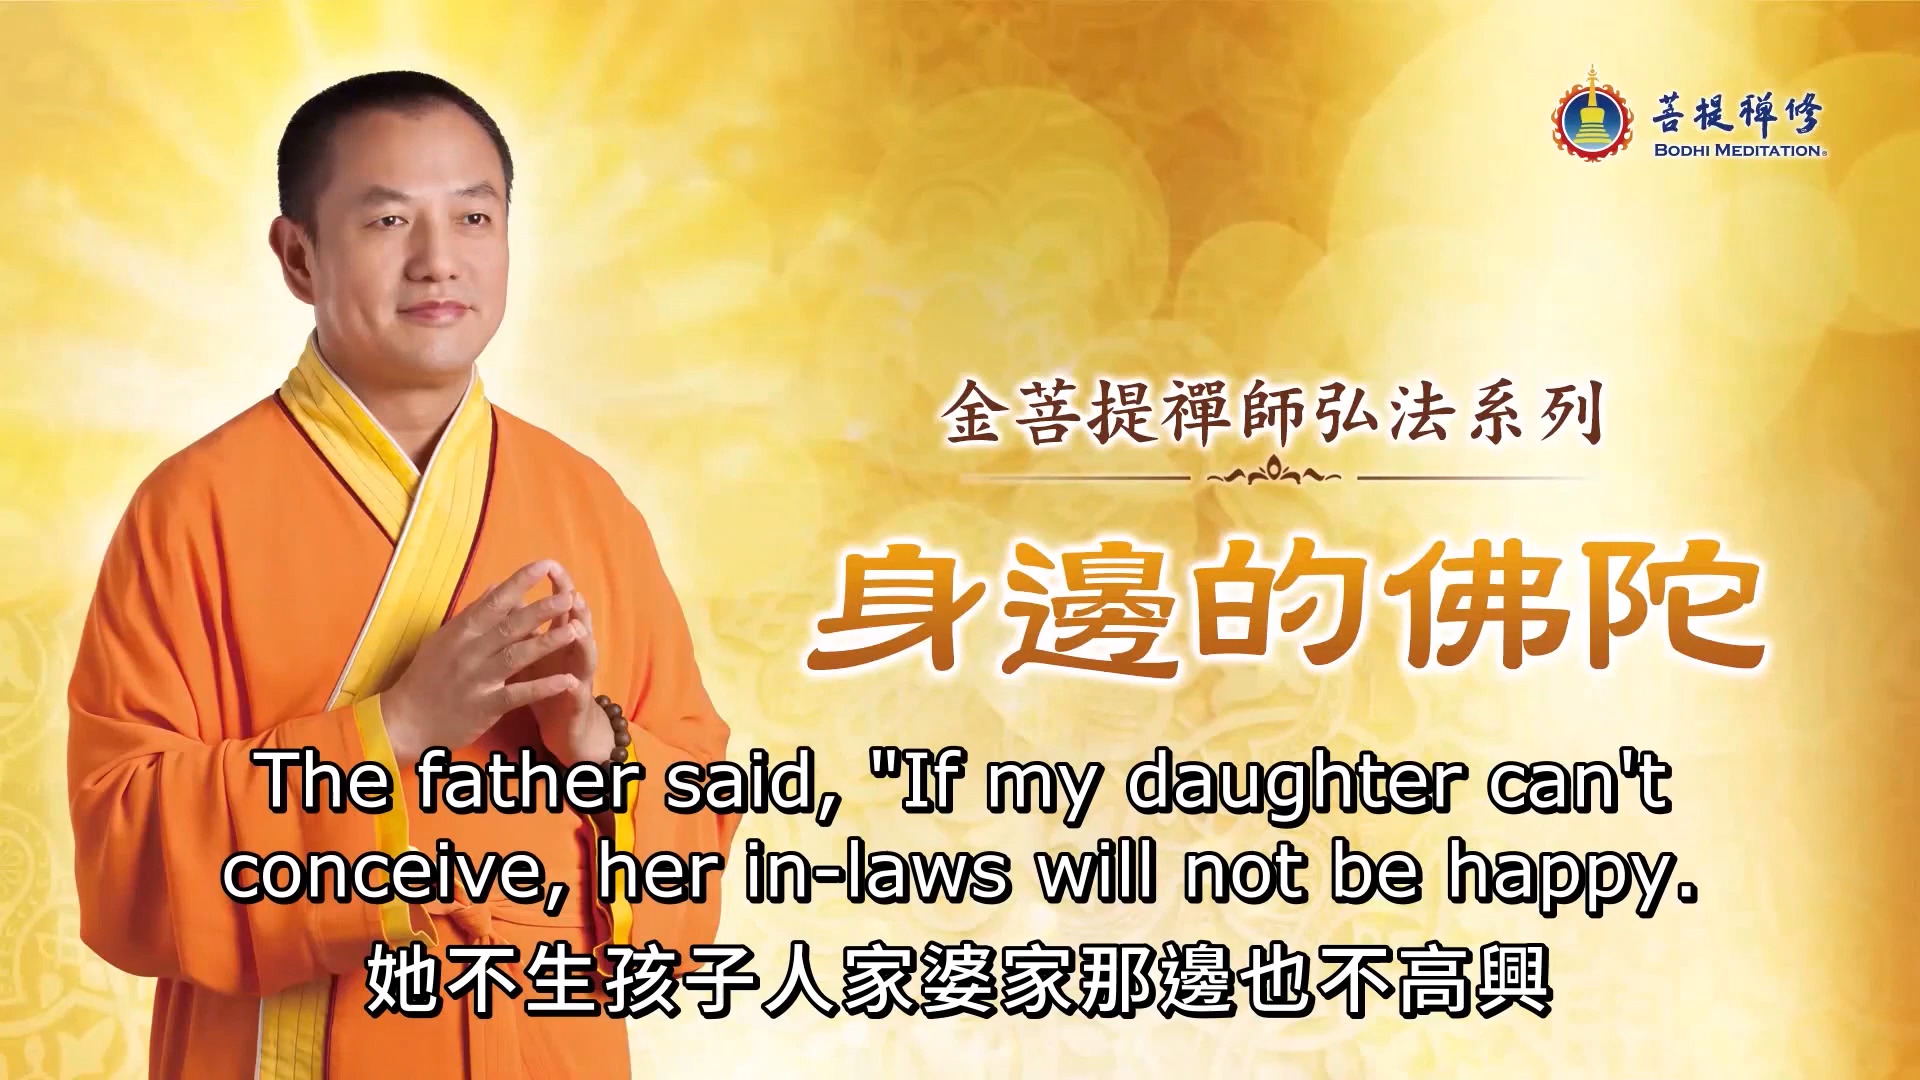 菩提禪修
BODHI MEDITATION®
金菩提禪師弘法系列
身邊的佛陀
The father said, "If my daughter can't
conceive, her in-laws will not be happy.
她不生孩子人家婆家那邊也不高興